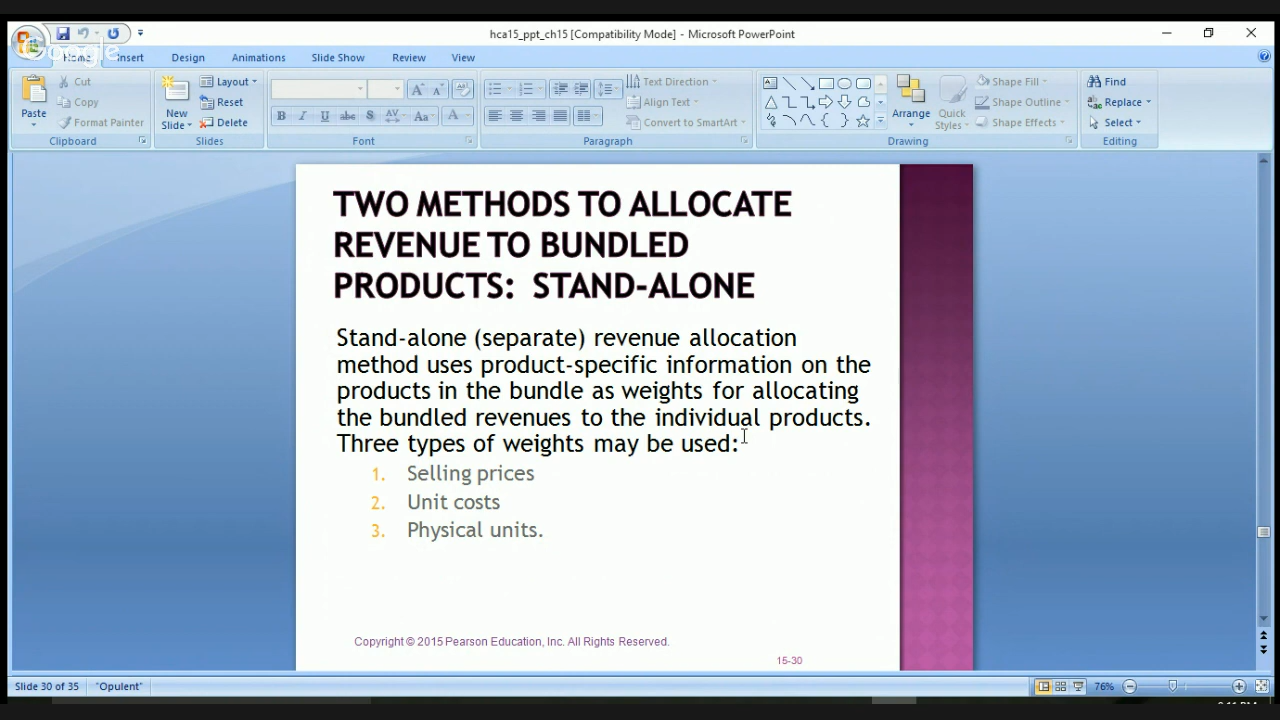 hca15_ppt_ch15 [Compatibility Mode] - Microsoft PowerPoint
Google
Home Insert Design Slide Show Animations Review View
Cut
Copy
Format Painter
Paste
Clipboard
New Slide
Layout
Reset
Delete
Slides
B I U abc S AV Aa A
Font
Text Direction
Align Text
Convert to SmartArt
Paragraph
Arrange
Quick Styles
Shape Fill
Shape Outline
Shape Effects
Drawing
Find
Replace
Select
Editing
TWO METHODS TO ALLOCATE
REVENUE TO BUNDLED
PRODUCTS: STAND-ALONE
Stand-alone (separate) revenue allocation
method uses product-specific information on the
products in the bundle as weights for allocating
the bundled revenues to the individual products.
Three types of weights may be used:
1. Selling prices
2. Unit costs
3. Physical units.
Copyright © 2015 Pearson Education, Inc. All Rights Reserved.
15-30
Slide 30 of 35 "Opulent" 76%